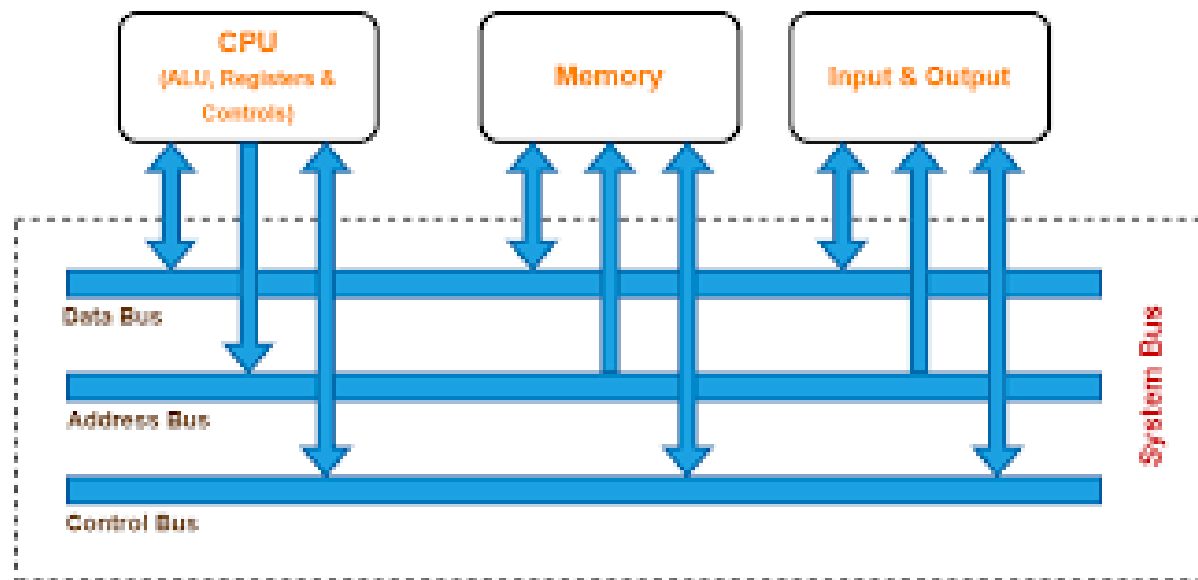 CPU
(ALU, Registers &
Controls)
Memory
Input & Output
Data Bus
Address Bus
Control Bus
System Bus